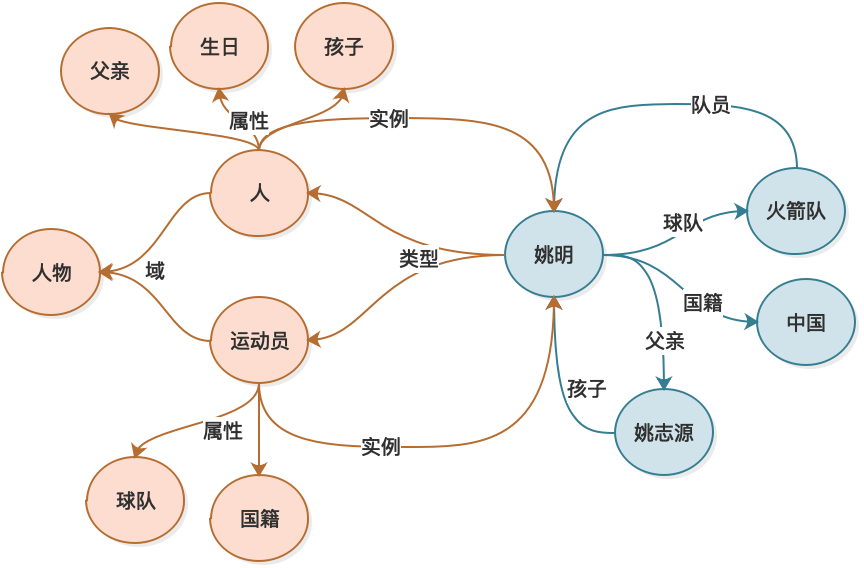 生日
孩子
父亲
属性
实例
队员
人
火箭队
球队
姚明
人物
域
类型
国籍
中国
运动员
父亲
孩子
姚志源
属性
实例
球队
国籍